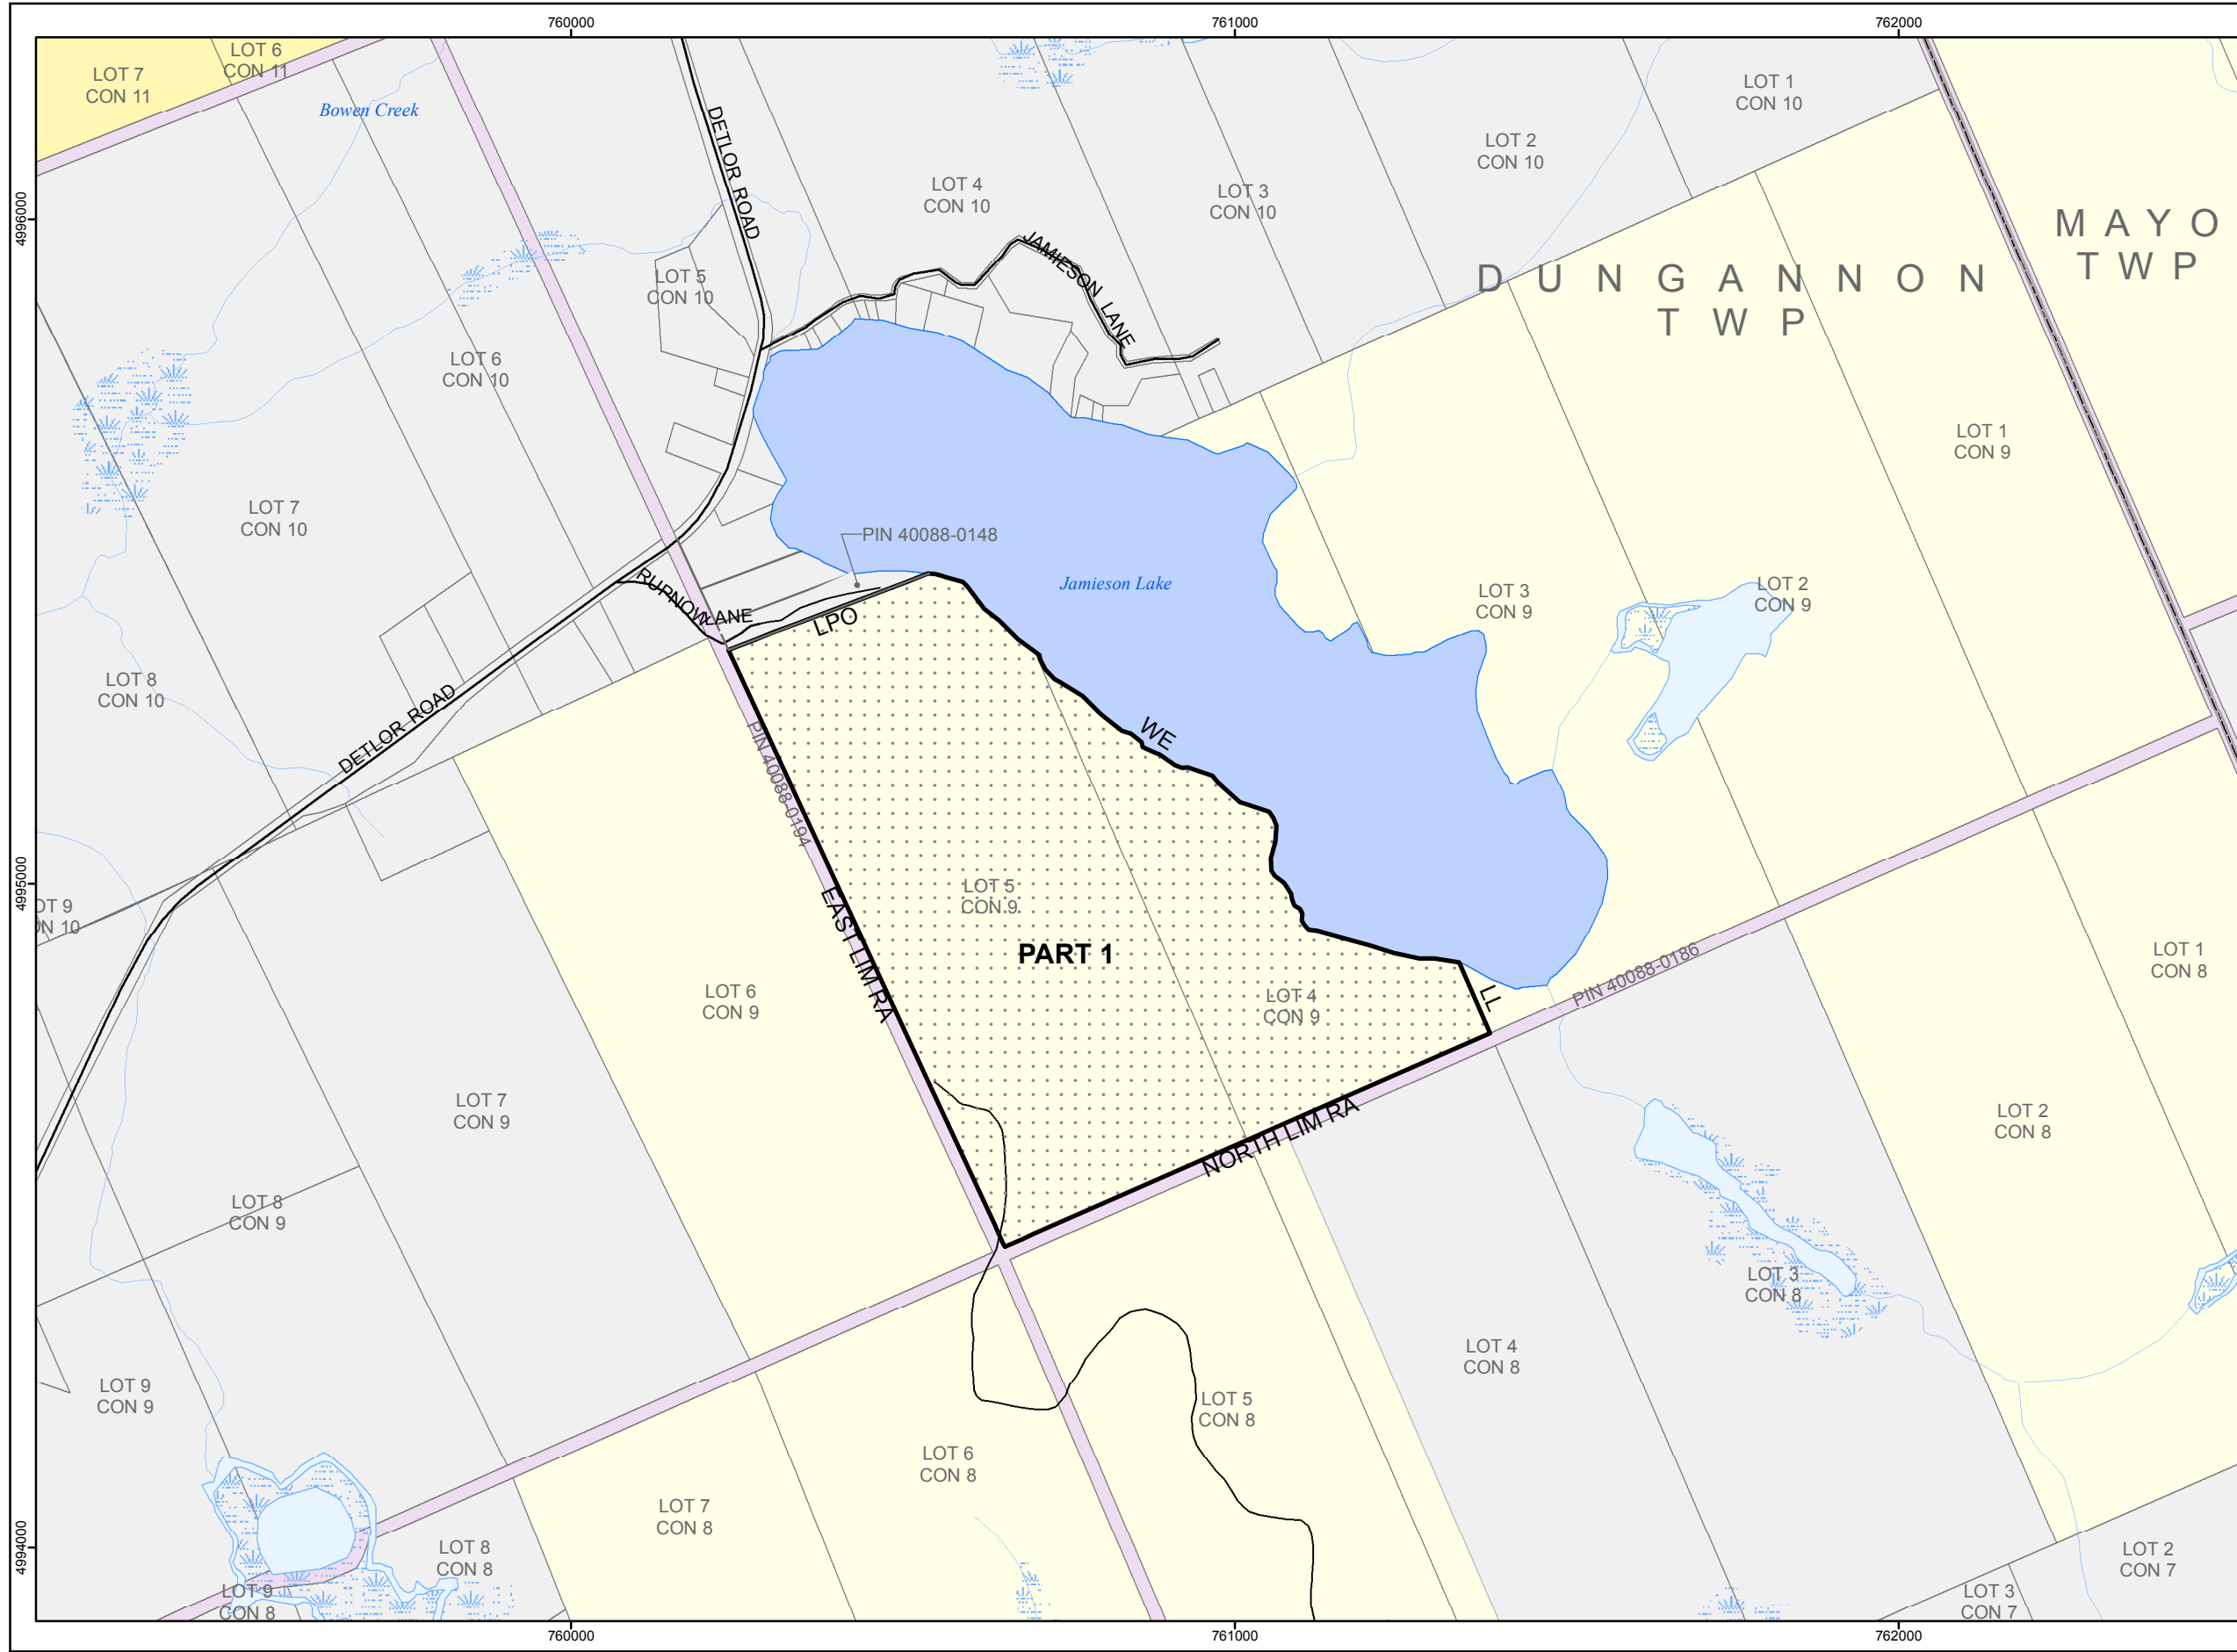 760000
761000
762000
LOT 6
CON 11
LOT 7
CON 11
Bowen Creek
LOT 1
CON 10
DETLOR ROAD
LOT 2
CON 10
LOT 4
CON 10
LOT 3
CON 10
4996000
MAYO
TWP
DUNGANNON
TWP
JAMIESON LANE
LOT 5
CON 10
LOT 6
CON 10
LOT 1
CON 9
LOT 7
CON 10
PIN 40088-0148
RURNOW LANE
Jamieson Lake
LOT 3
CON 9
LOT 2
CON 9
LPO
LOT 8
CON 10
DETLOR ROAD
WE
PIN 40088-0194
4995000
OT 9
N 10
LOT 5
CON 9
EAST LIM RA
PART 1
LOT 6
CON 9
LOT 4
CON 9
LL
PIN 40088-0186
LOT 1
CON 8
LOT 7
CON 9
NORTH LIM RA
LOT 2
CON 8
LOT 8
CON 9
LOT 3
CON 8
LOT 4
CON 8
LOT 9
CON 9
LOT 5
CON 8
LOT 6
CON 8
LOT 7
CON 8
4994000
LOT 8
CON 8
LOT 2
CON 7
LOT 9
CON 8
LOT 3
CON 7
760000
761000
762000